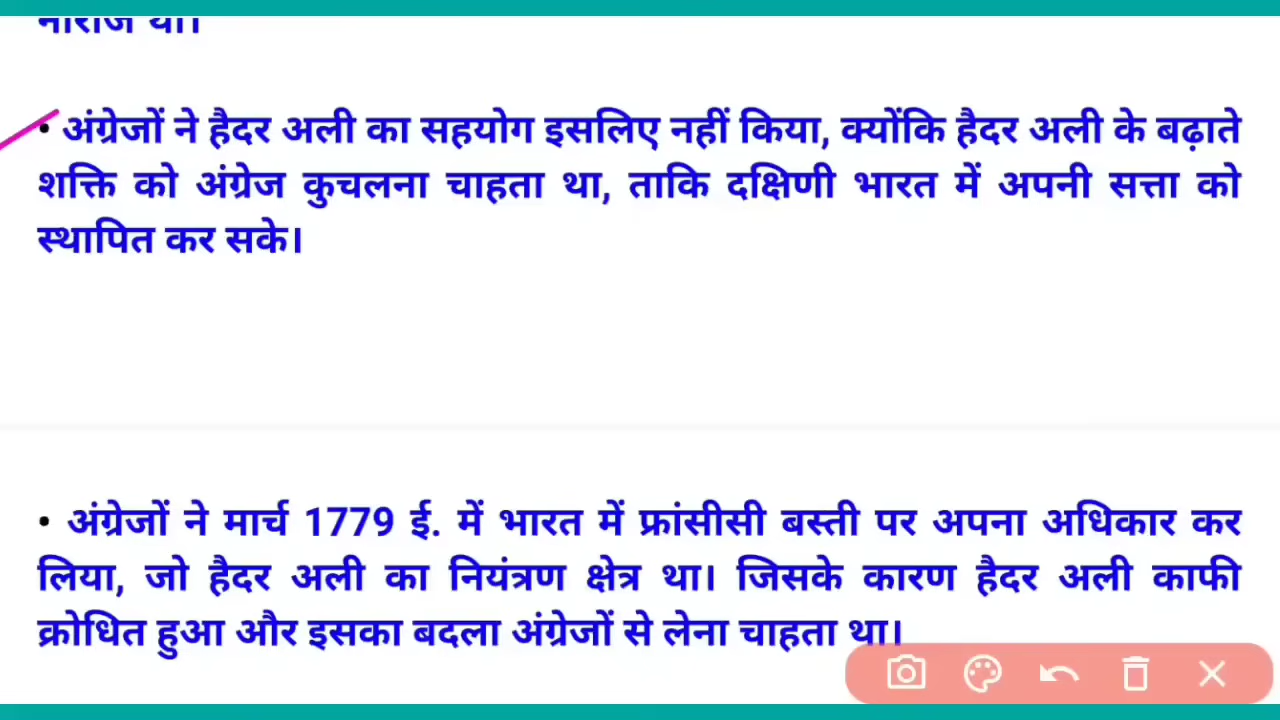 नाराज था।
• अंग्रेजों ने हैदर अली का सहयोग इसलिए नहीं किया, क्योंकि हैदर अली के बढ़ाते
शक्ति को अंग्रेज कुचलना चाहता था, ताकि दक्षिणी भारत में अपनी सत्ता को
स्थापित कर सके।
• अंग्रेजों ने मार्च 1779 ई. में भारत में फ्रांसीसी बस्ती पर अपना अधिकार कर
लिया, जो हैदर अली का नियंत्रण क्षेत्र था। जिसके कारण हैदर अली काफी
क्रोधित हुआ और इसका बदला अंग्रेजों से लेना चाहता था।